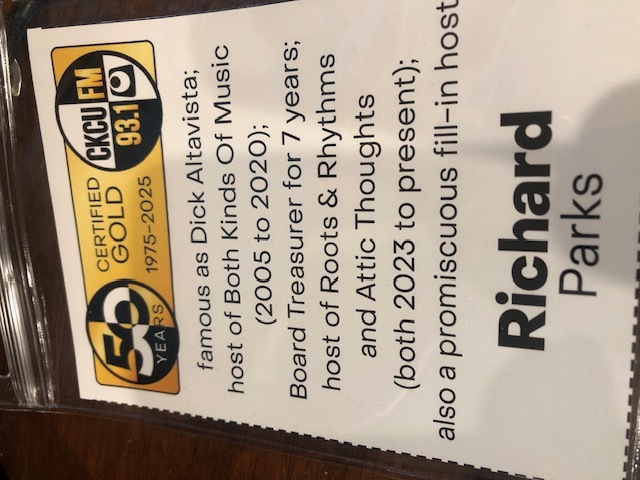 50
YEARS
CERTIFIED
GOLD
1975-2025
CKCU FM
93.1
famous as Dick Altavista;
host of Both Kinds Of Music
(2005 to 2020);
Board Treasurer for 7 years;
host of Roots & Rhythms
and Attic Thoughts
(both 2023 to present);
also a promiscuous fill-in host
Richard
Parks